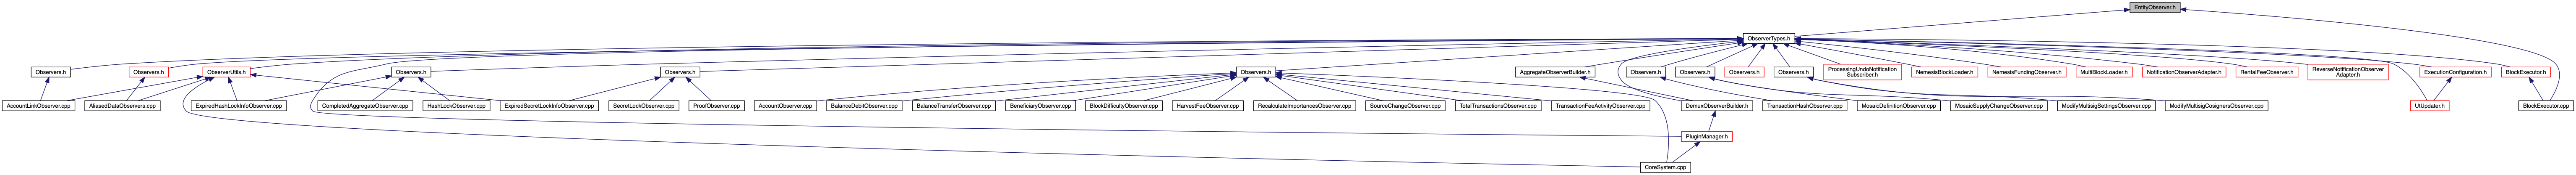 EntityObserver.h
ObserverTypes.h
Observers.h
Observers.h
ObserverUtils.h
Observers.h
Observers.h
Observers.h
AggregateObserverBuilder.h
Observers.h
Observers.h
Observers.h
Observers.h
ProcessingUndoNotification
Subscriber.h
NemesisBlockLoader.h
NemesisFundingObserver.h
MultiBlockLoader.h
NotificationObserverAdapter.h
RentalFeeObserver.h
ReverseNotificationObserver
Adapter.h
ExecutionConfiguration.h
BlockExecutor.h
AccountLinkObserver.cpp
AliasedDataObservers.cpp
ExpiredHashLockInfoObserver.cpp
CompletedAggregateObserver.cpp
HashLockObserver.cpp
ExpiredSecretLockInfoObserver.cpp
SecretLockObserver.cpp
ProofObserver.cpp
AccountObserver.cpp
BalanceDebitObserver.cpp
BalanceTransferObserver.cpp
BeneficiaryObserver.cpp
BlockDifficultyObserver.cpp
HarvestFeeObserver.cpp
RecalculateImportancesObserver.cpp
SourceChangeObserver.cpp
TotalTransactionsObserver.cpp
TransactionFeeActivityObserver.cpp
DemuxObserverBuilder.h
TransactionHashObserver.cpp
MosaicDefinitionObserver.cpp
MosaicSupplyChangeObserver.cpp
ModifyMultisigSettingsObserver.cpp
ModifyMultisigCosignersObserver.cpp
UtUpdater.h
BlockExecutor.cpp
PluginManager.h
CoreSystem.cpp